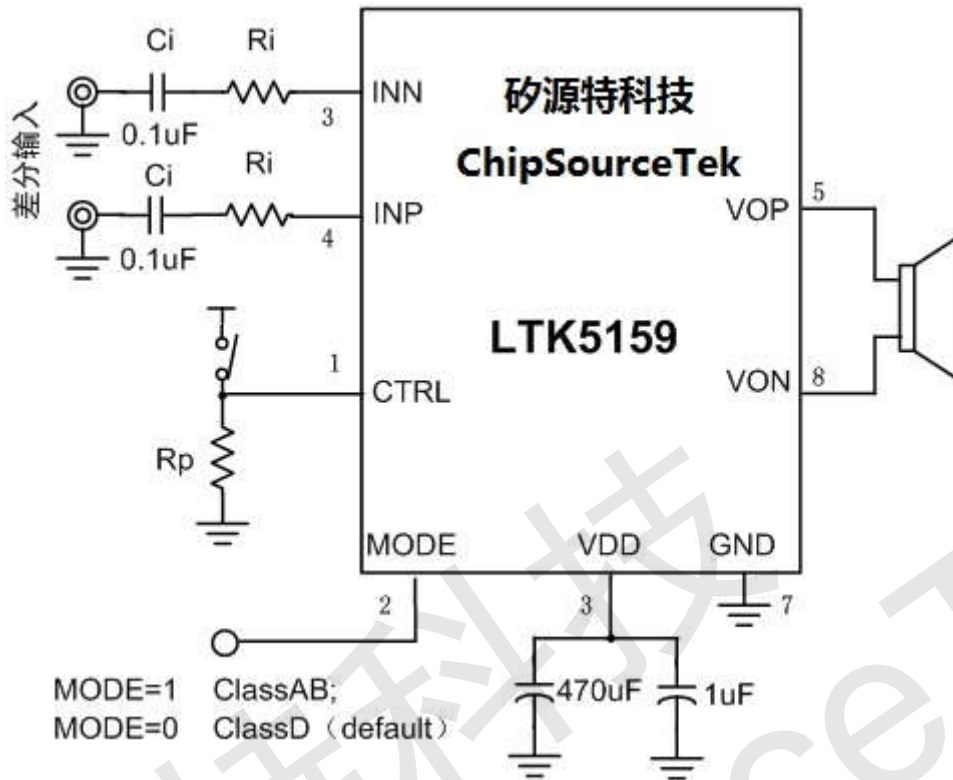 Ci Ri
INN
3
0.1uF
差分输入
Ci Ri
INP
4
0.1uF
矽源特科技
ChipSourceTek
LTK5159
VOP
5
VON
8
1
CTRL
Rp
MODE
VDD
GND
2
3
7
470uF
1uF
MODE=1 ClassAB;
MODE=0 ClassD（default）